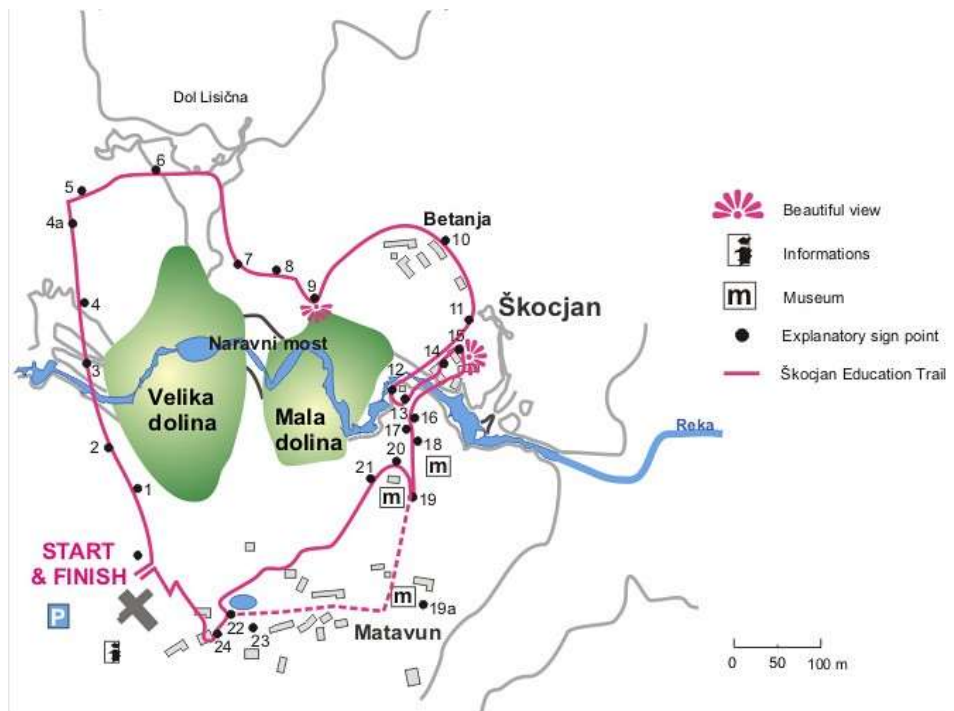 Dol Lisična
6
5
4a
Betanja
10
7
8
9
4
11
Škocjan
15
14
Naravni most
3
12
Velika
dolina
Mala
dolina
13
16
17
18
2
20
m
21
m
19
1
Reka
START
& FINISH
P
m
19a
22
23
24
Matavun
Beautiful view
Informations
m
Museum
Explanatory sign point
Škocjan Education Trail
0
50
100 m